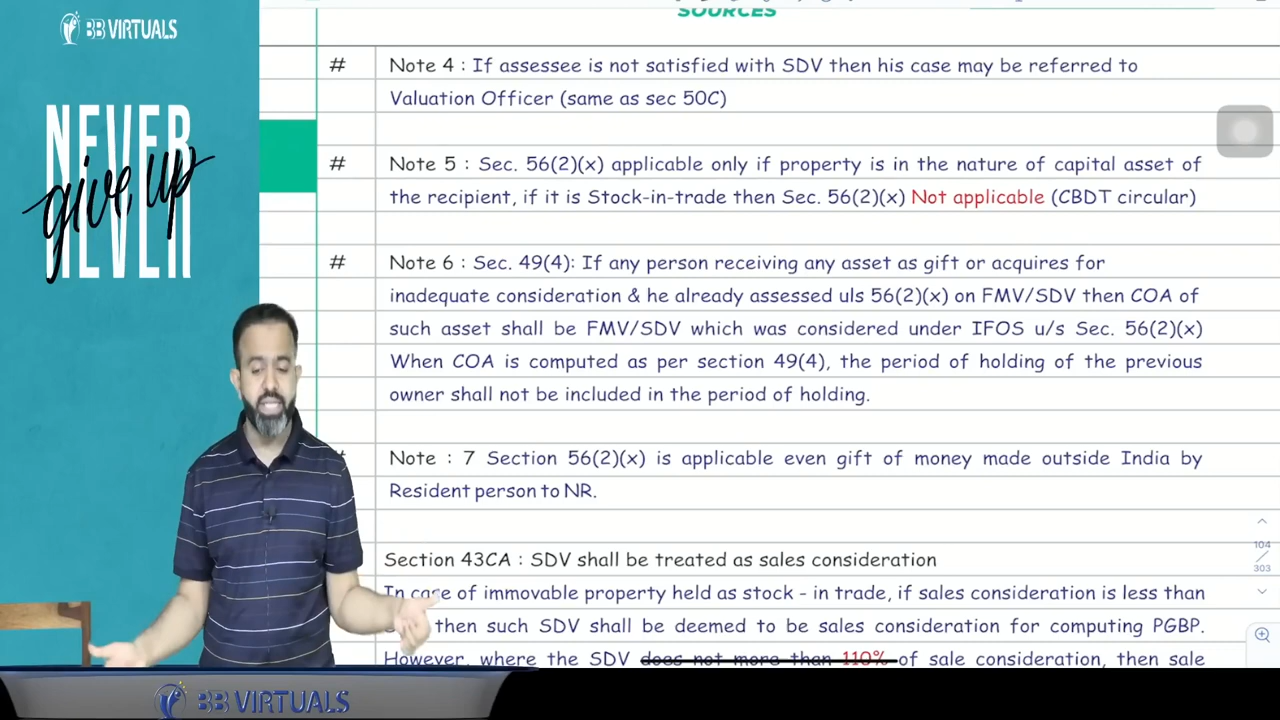 BB VIRTUALS
NEVER
give up
NEVER
SOURCES
# Note 4 : If assessee is not satisfied with SDV then his case may be referred to
Valuation Officer (same as sec 50C)
# Note 5 : Sec. 56(2)(x) applicable only if property is in the nature of capital asset of
the recipient, if it is Stock-in-trade then Sec. 56(2)(x) Not applicable (CBDT circular)
# Note 6 : Sec. 49(4): If any person receiving any asset as gift or acquires for
inadequate consideration & he already assessed uls 56(2)(x) on FMV/SDV then COA of
such asset shall be FMV/SDV which was considered under IFOS u/s Sec. 56(2)(x)
When COA is computed as per section 49(4), the period of holding of the previous
owner shall not be included in the period of holding.
Note : 7 Section 56(2)(x) is applicable even gift of money made outside India by
Resident person to NR.
Section 43CA : SDV shall be treated as sales consideration
In case of immovable property held as stock - in trade, if sales consideration is less than
then such SDV shall be deemed to be sales consideration for computing PGBP.
However, where the SDV does not more than 110% of sale consideration, then sale
104
303
BB VIRTUALS